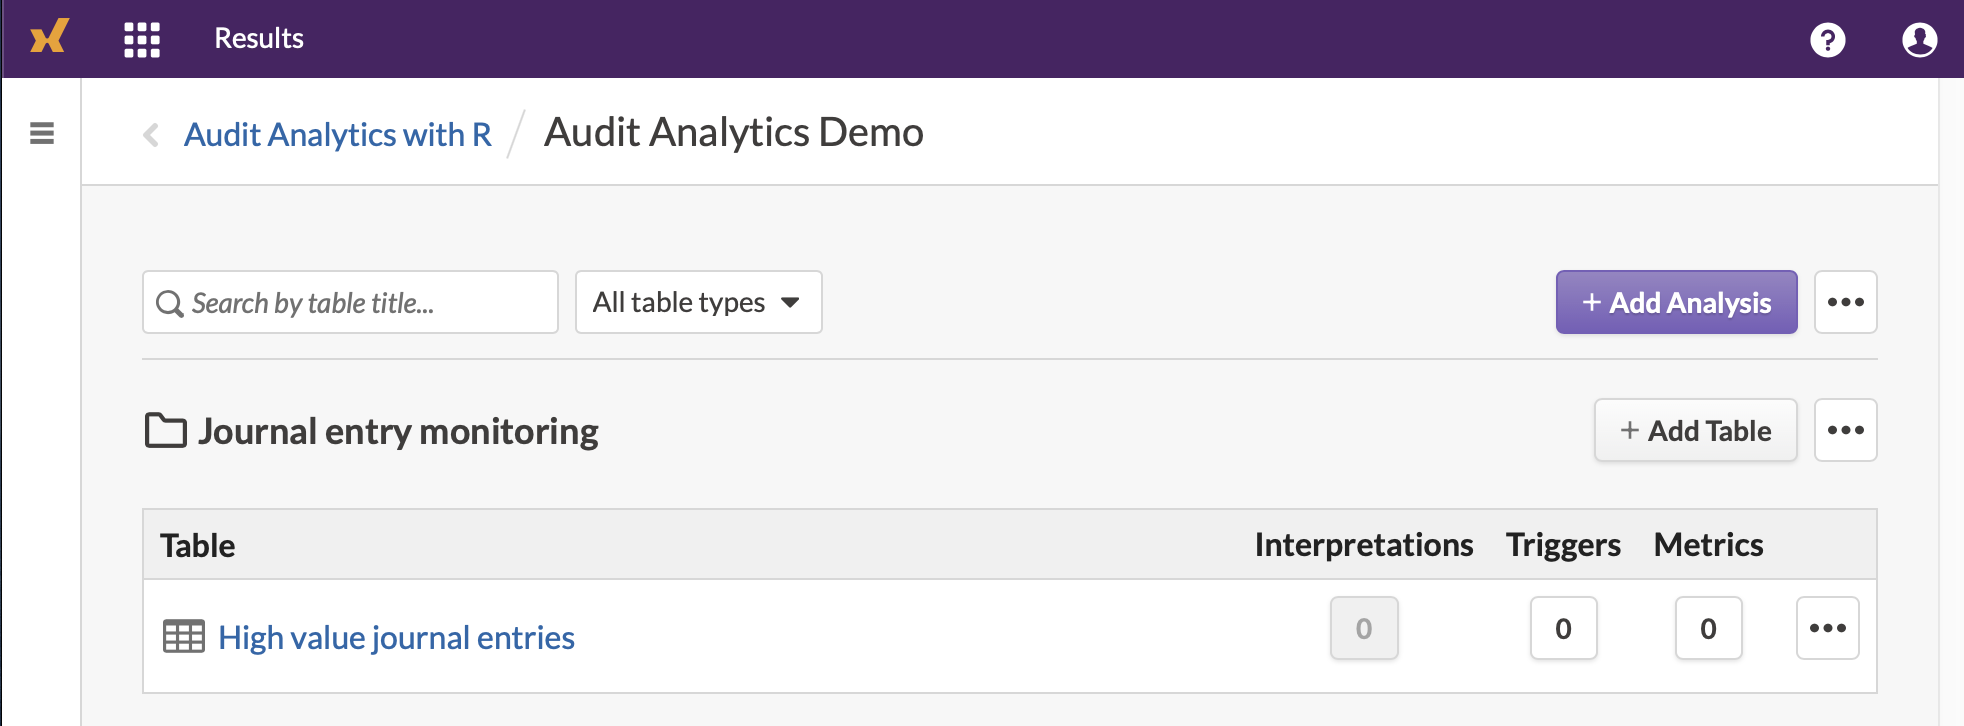 Results
Audit Analytics with R / Audit Analytics Demo
Search by table title...
All table types
+ Add Analysis
Journal entry monitoring
+ Add Table
Table Interpretations Triggers Metrics
High value journal entries 0 0 0